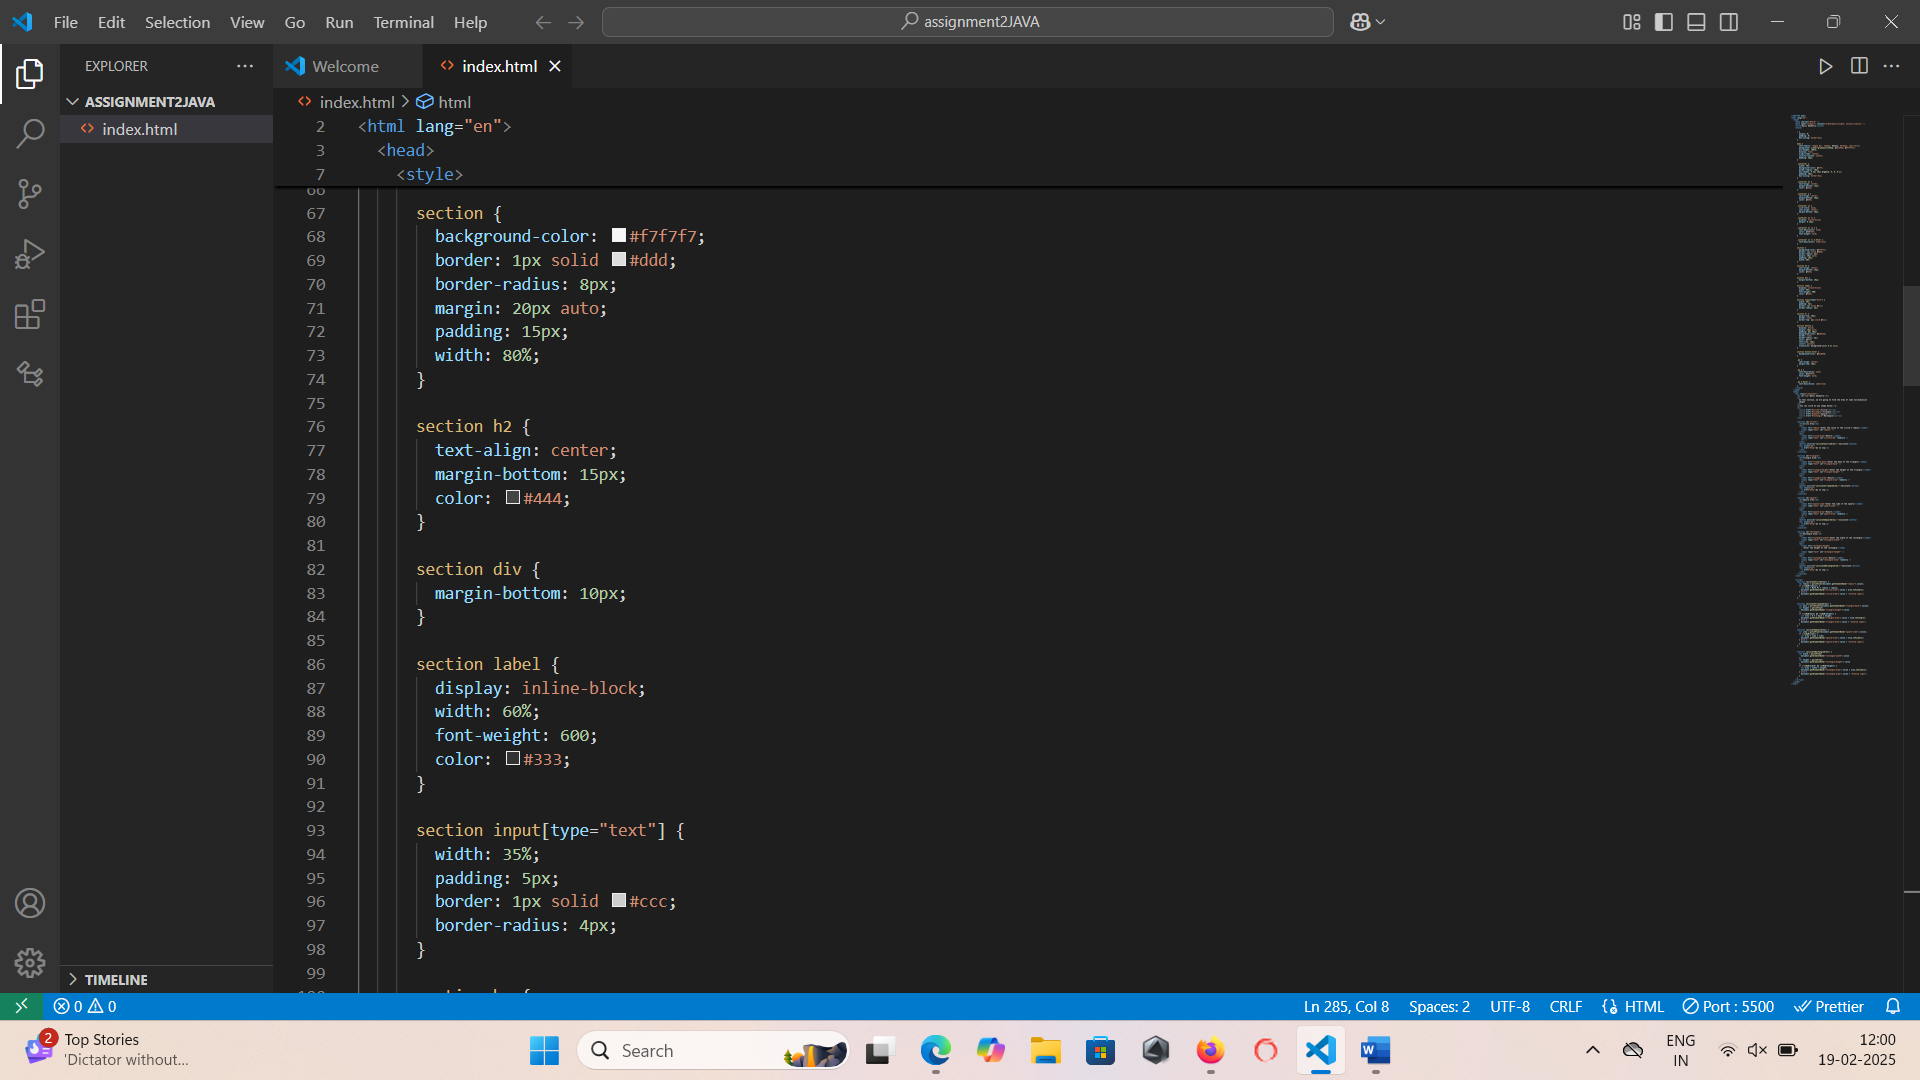 File Edit Selection View Go Run Terminal Help
assignment2JAVA
EXPLORER
Welcome
index.html
ASSIGNMENT2JAVA
index.html
index.html > html
2 <html lang="en">
3 <head>
7 <style>
66
67 section {
68 background-color: #f7f7f7;
69 border: 1px solid #ddd;
70 border-radius: 8px;
71 margin: 20px auto;
72 padding: 15px;
73 width: 80%;
74 }
75
76 section h2 {
77 text-align: center;
78 margin-bottom: 15px;
79 color: #444;
80 }
81
82 section div {
83 margin-bottom: 10px;
84 }
85
86 section label {
87 display: inline-block;
88 width: 60%;
89 font-weight: 600;
90 color: #333;
91 }
92
93 section input[type="text"] {
94 width: 35%;
95 padding: 5px;
96 border: 1px solid #ccc;
97 border-radius: 4px;
98 }
99
TIMELINE
0 0
Ln 285, Col 8 Spaces: 2 UTF-8 CRLF HTML Port : 5500 Prettier
2
Top Stories
'Dictator without...
Search
ENG
IN
12:00
19-02-2025